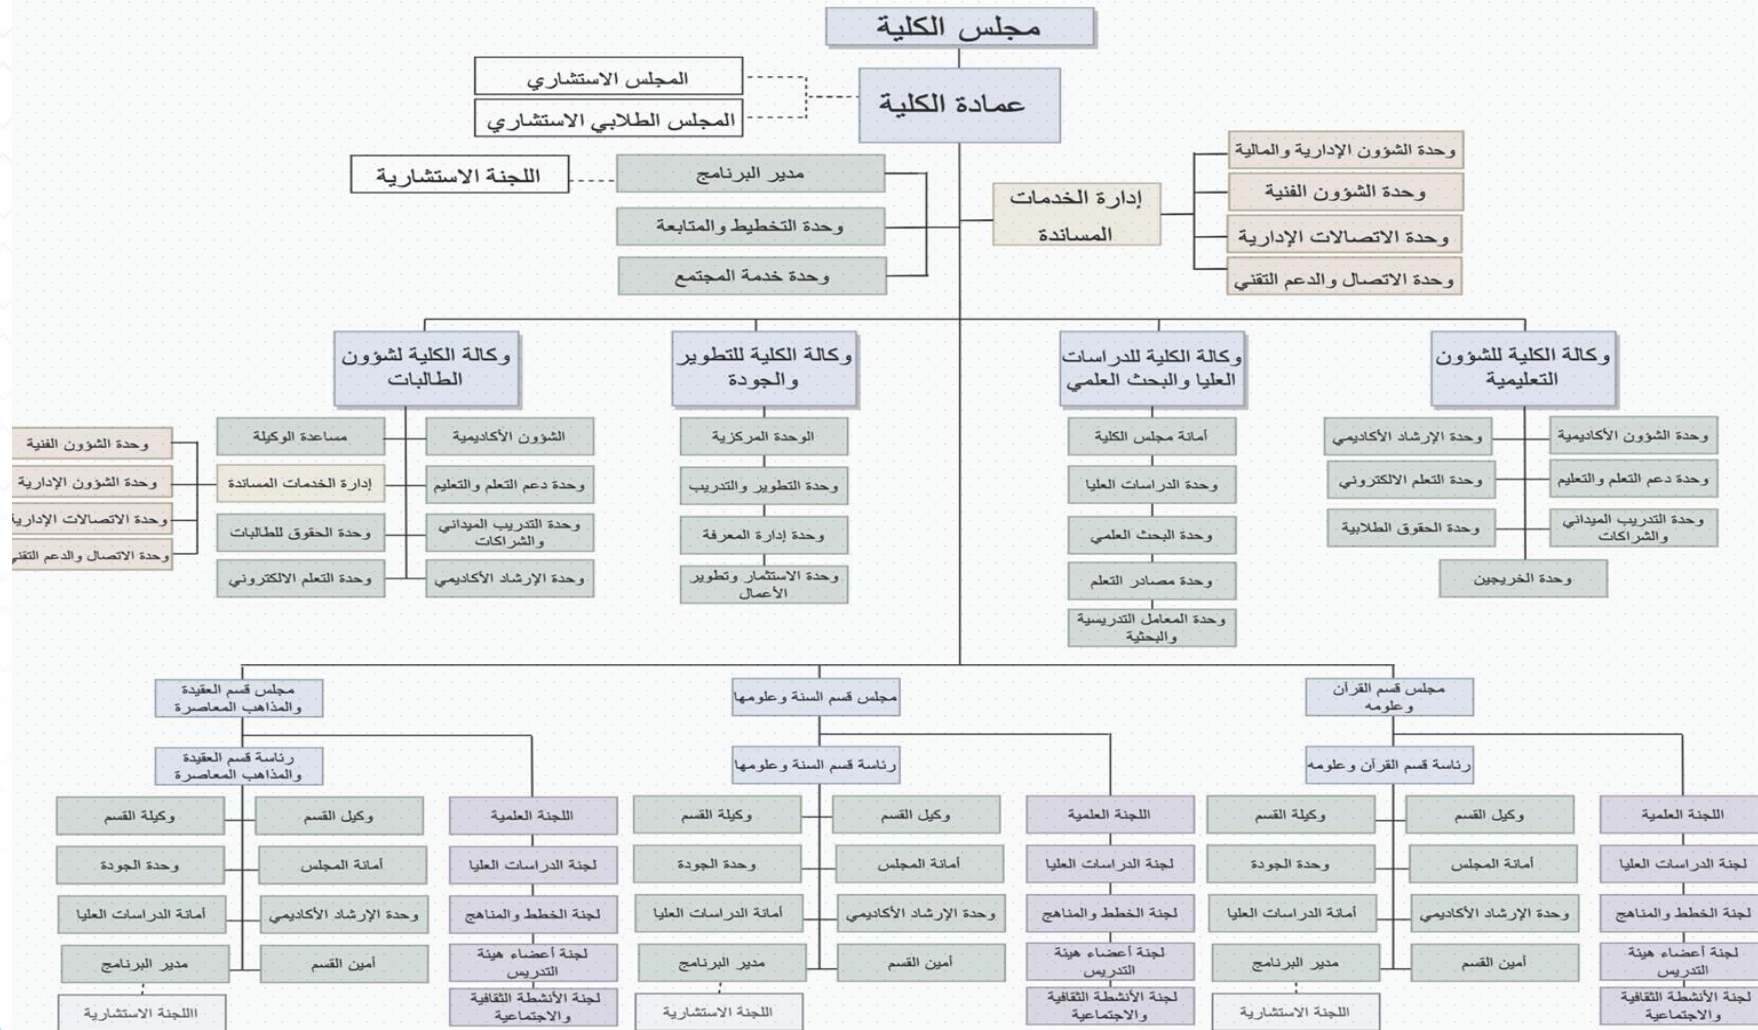 مجلس الكلية
عمادة الكلية
المجلس الاستشاري
المجلس الطلابي الاستشاري
وحدة الشؤون الإدارية والمالية
وحدة الشؤون الفنية
وحدة الاتصالات الإدارية
وحدة الاتصال والدعم التقني
إدارة الخدمات
المساندة
مدير البرنامج
اللجنة الاستشارية
وحدة التخطيط والمتابعة
وحدة خدمة المجتمع
وكالة الكلية للشؤون
التعليمية
وكالة الكلية للدراسات
العليا والبحث العلمي
وكالة الكلية للتطوير
والجودة
وكالة الكلية لشؤون
الطالبات
وحدة الشؤون الأكاديمية
وحدة الإرشاد الأكاديمي
وحدة دعم التعلم والتعليم
وحدة التعلم الالكتروني
وحدة التدريب الميداني
والشراكات
وحدة الحقوق الطلابية
وحدة الخريجين
أمانة مجلس الكلية
وحدة الدراسات العليا
وحدة البحث العلمي
وحدة مصادر التعلم
وحدة المعامل التدريسية
والبحثية
الوحدة المركزية
وحدة التطوير والتدريب
وحدة إدارة المعرفة
وحدة الاستثمار وتطوير
الأعمال
الشؤون الأكاديمية
مساعدة الوكيلة
وحدة دعم التعلم والتعليم
إدارة الخدمات المساندة
وحدة التدريب الميداني
والشراكات
وحدة الحقوق للطالبات
وحدة الإرشاد الأكاديمي
وحدة التعلم الالكتروني
وحدة الشؤون الفنية
وحدة الشؤون الإدارية
وحدة الاتصالات الإدارية
وحدة الاتصال والدعم التقني
مجلس قسم القرآن
وعلومه
مجلس قسم السنة وعلومها
مجلس قسم العقيدة
والمذاهب المعاصرة
رئاسة قسم القرآن وعلومه
رئاسة قسم السنة وعلومها
رئاسة قسم العقيدة
والمذاهب المعاصرة
اللجنة العلمية
لجنة الدراسات العليا
لجنة الخطط والمناهج
لجنة أعضاء هيئة
التدريس
لجنة الأنشطة الثقافية
والاجتماعية
وكيل القسم
وكيلة القسم
أمانة المجلس
وحدة الجودة
وحدة الإرشاد الأكاديمي
أمانة الدراسات العليا
أمين القسم
مدير البرنامج
اللجنة الاستشارية
اللجنة العلمية
لجنة الدراسات العليا
لجنة الخطط والمناهج
لجنة أعضاء هيئة
التدريس
لجنة الأنشطة الثقافية
والاجتماعية
وكيل القسم
وكيلة القسم
أمانة المجلس
وحدة الجودة
وحدة الإرشاد الأكاديمي
أمانة الدراسات العليا
أمين القسم
مدير البرنامج
اللجنة الاستشارية
اللجنة العلمية
لجنة الدراسات العليا
لجنة الخطط والمناهج
لجنة أعضاء هيئة
التدريس
لجنة الأنشطة الثقافية
والاجتماعية
وكيل القسم
وكيلة القسم
أمانة المجلس
وحدة الجودة
وحدة الإرشاد الأكاديمي
أمانة الدراسات العليا
أمين القسم
مدير البرنامج
االلجنة الاستشارية